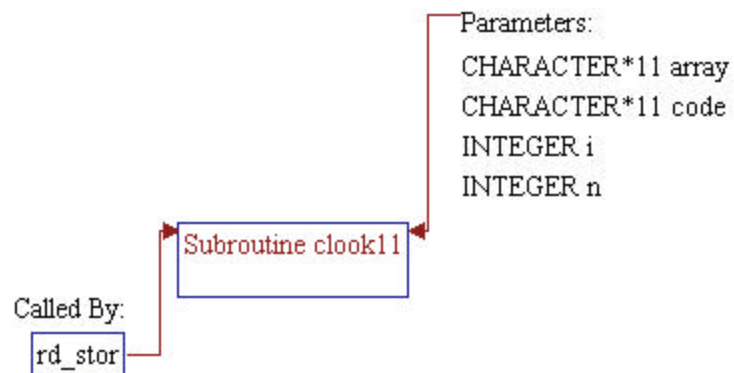 Parameters:
CHARACTER*11 array
CHARACTER*11 code
INTEGER i
INTEGER n
Subroutine clook11
Called By:
rd_stor